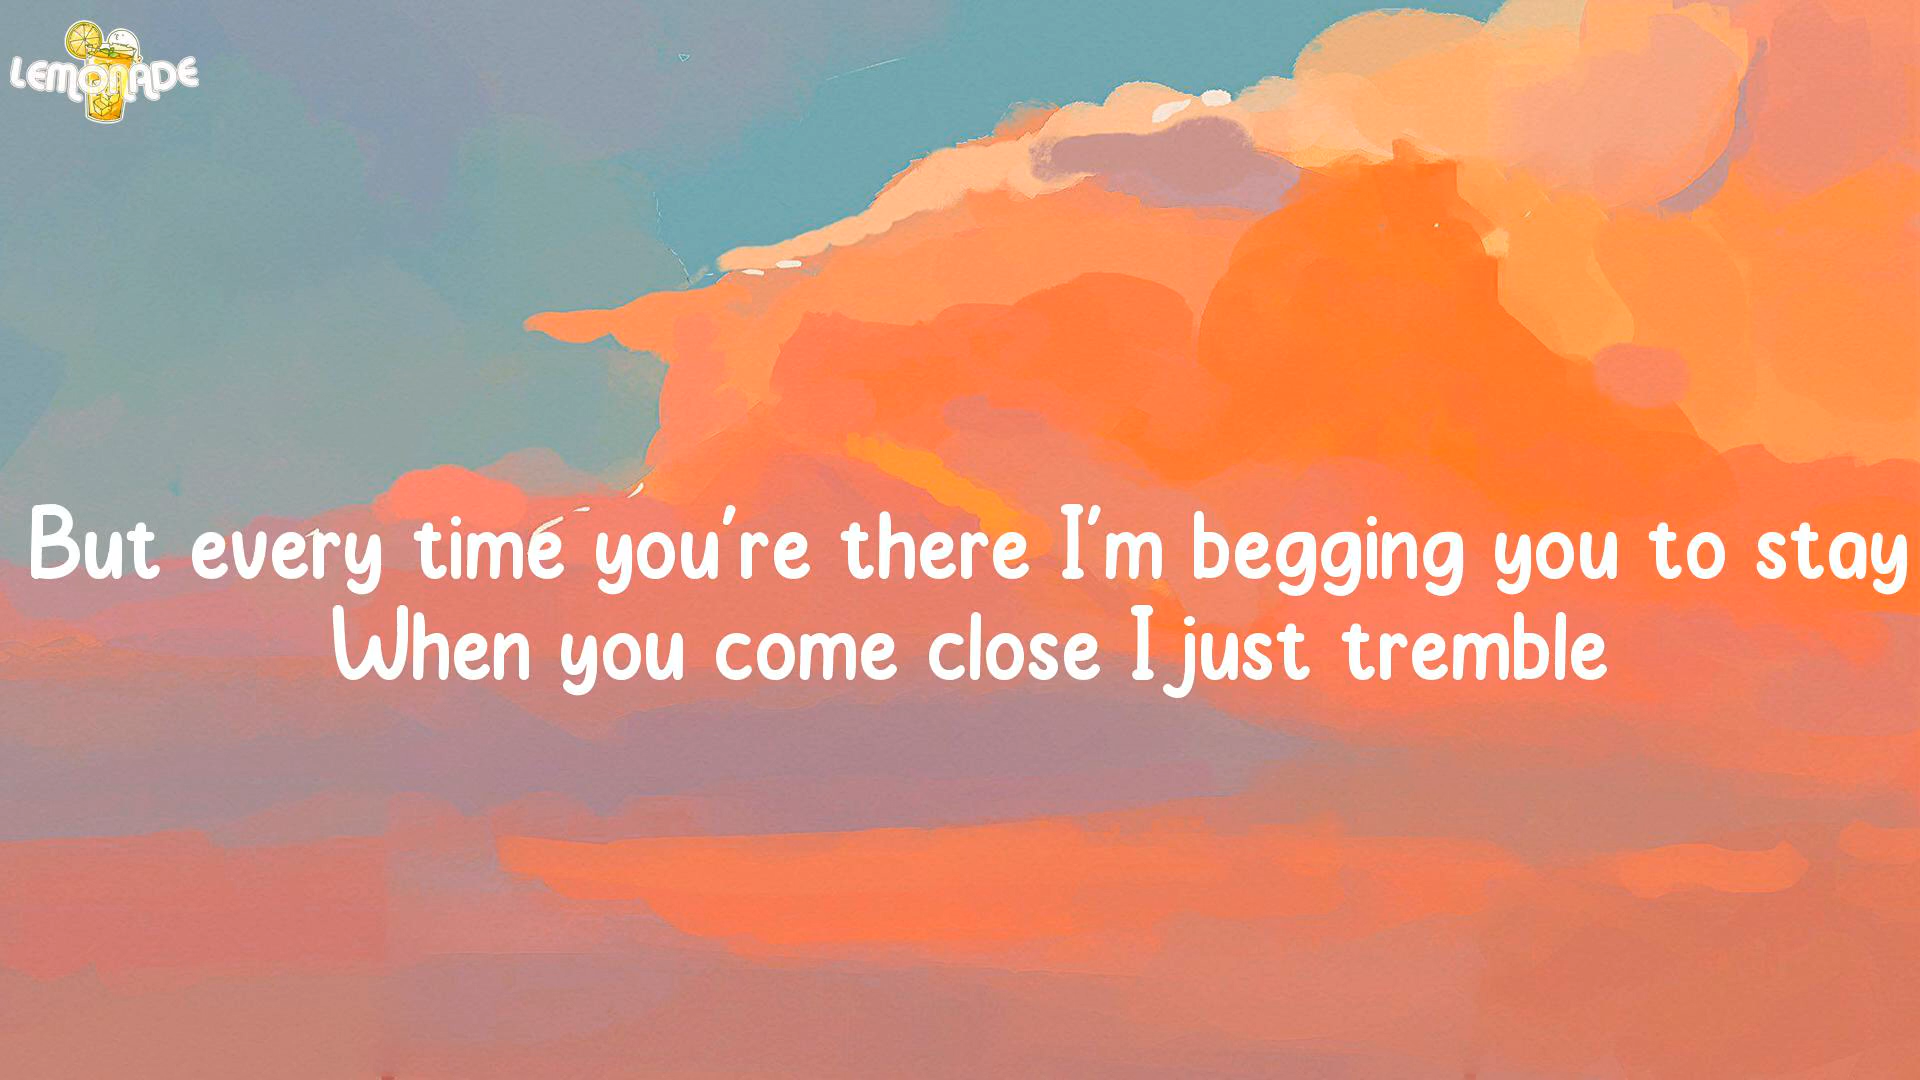 LEMONADE
But every time you're there I'm begging you to stay
When you come close I just tremble